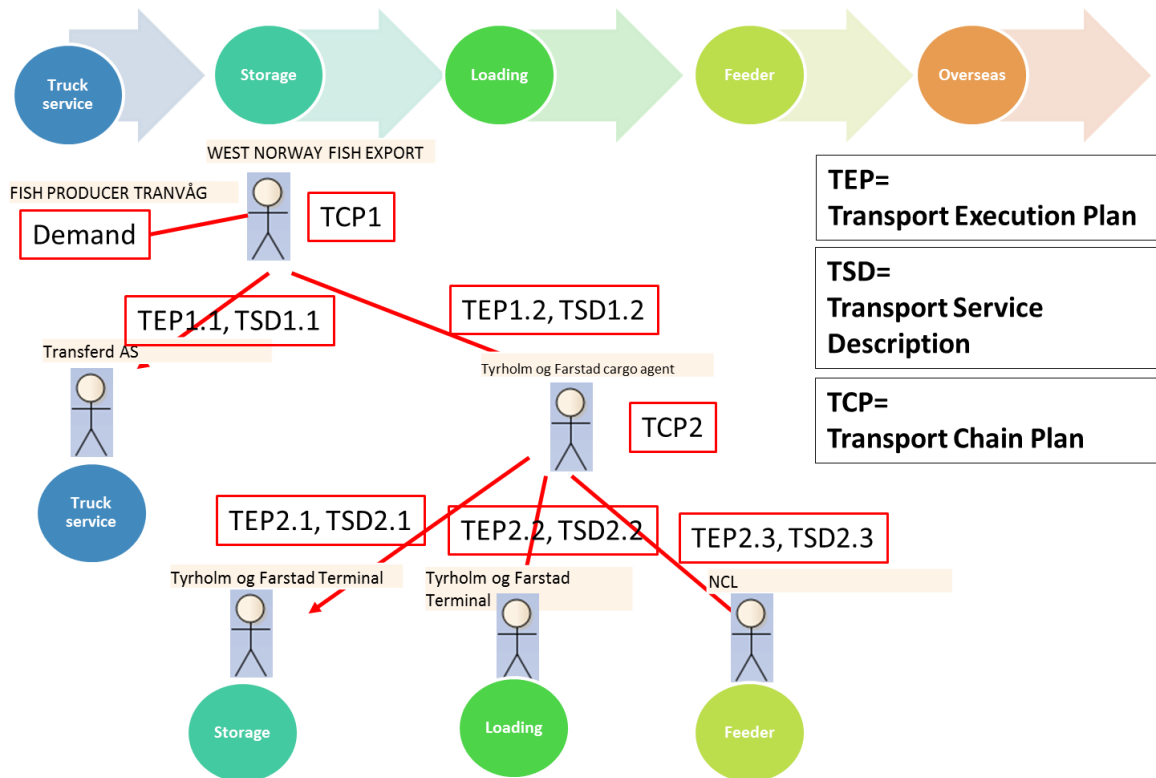 Truck
service
Storage
Loading
Feeder
Overseas
WEST NORWAY FISH EXPORT
FISH PRODUCER TRANVÅG
Demand
TCP1
TEP=
Transport Execution Plan
TSD=
Transport Service
Description
TCP=
Transport Chain Plan
TEP1.1, TSD1.1
TEP1.2, TSD1.2
Transferd AS
Tyrholm og Farstad cargo agent
TCP2
Truck
service
TEP2.1, TSD2.1
TEP2.2, TSD2.2
TEP2.3, TSD2.3
Tyrholm og Farstad Terminal
Tyrholm og Farstad
Terminal
NCL
Storage
Loading
Feeder